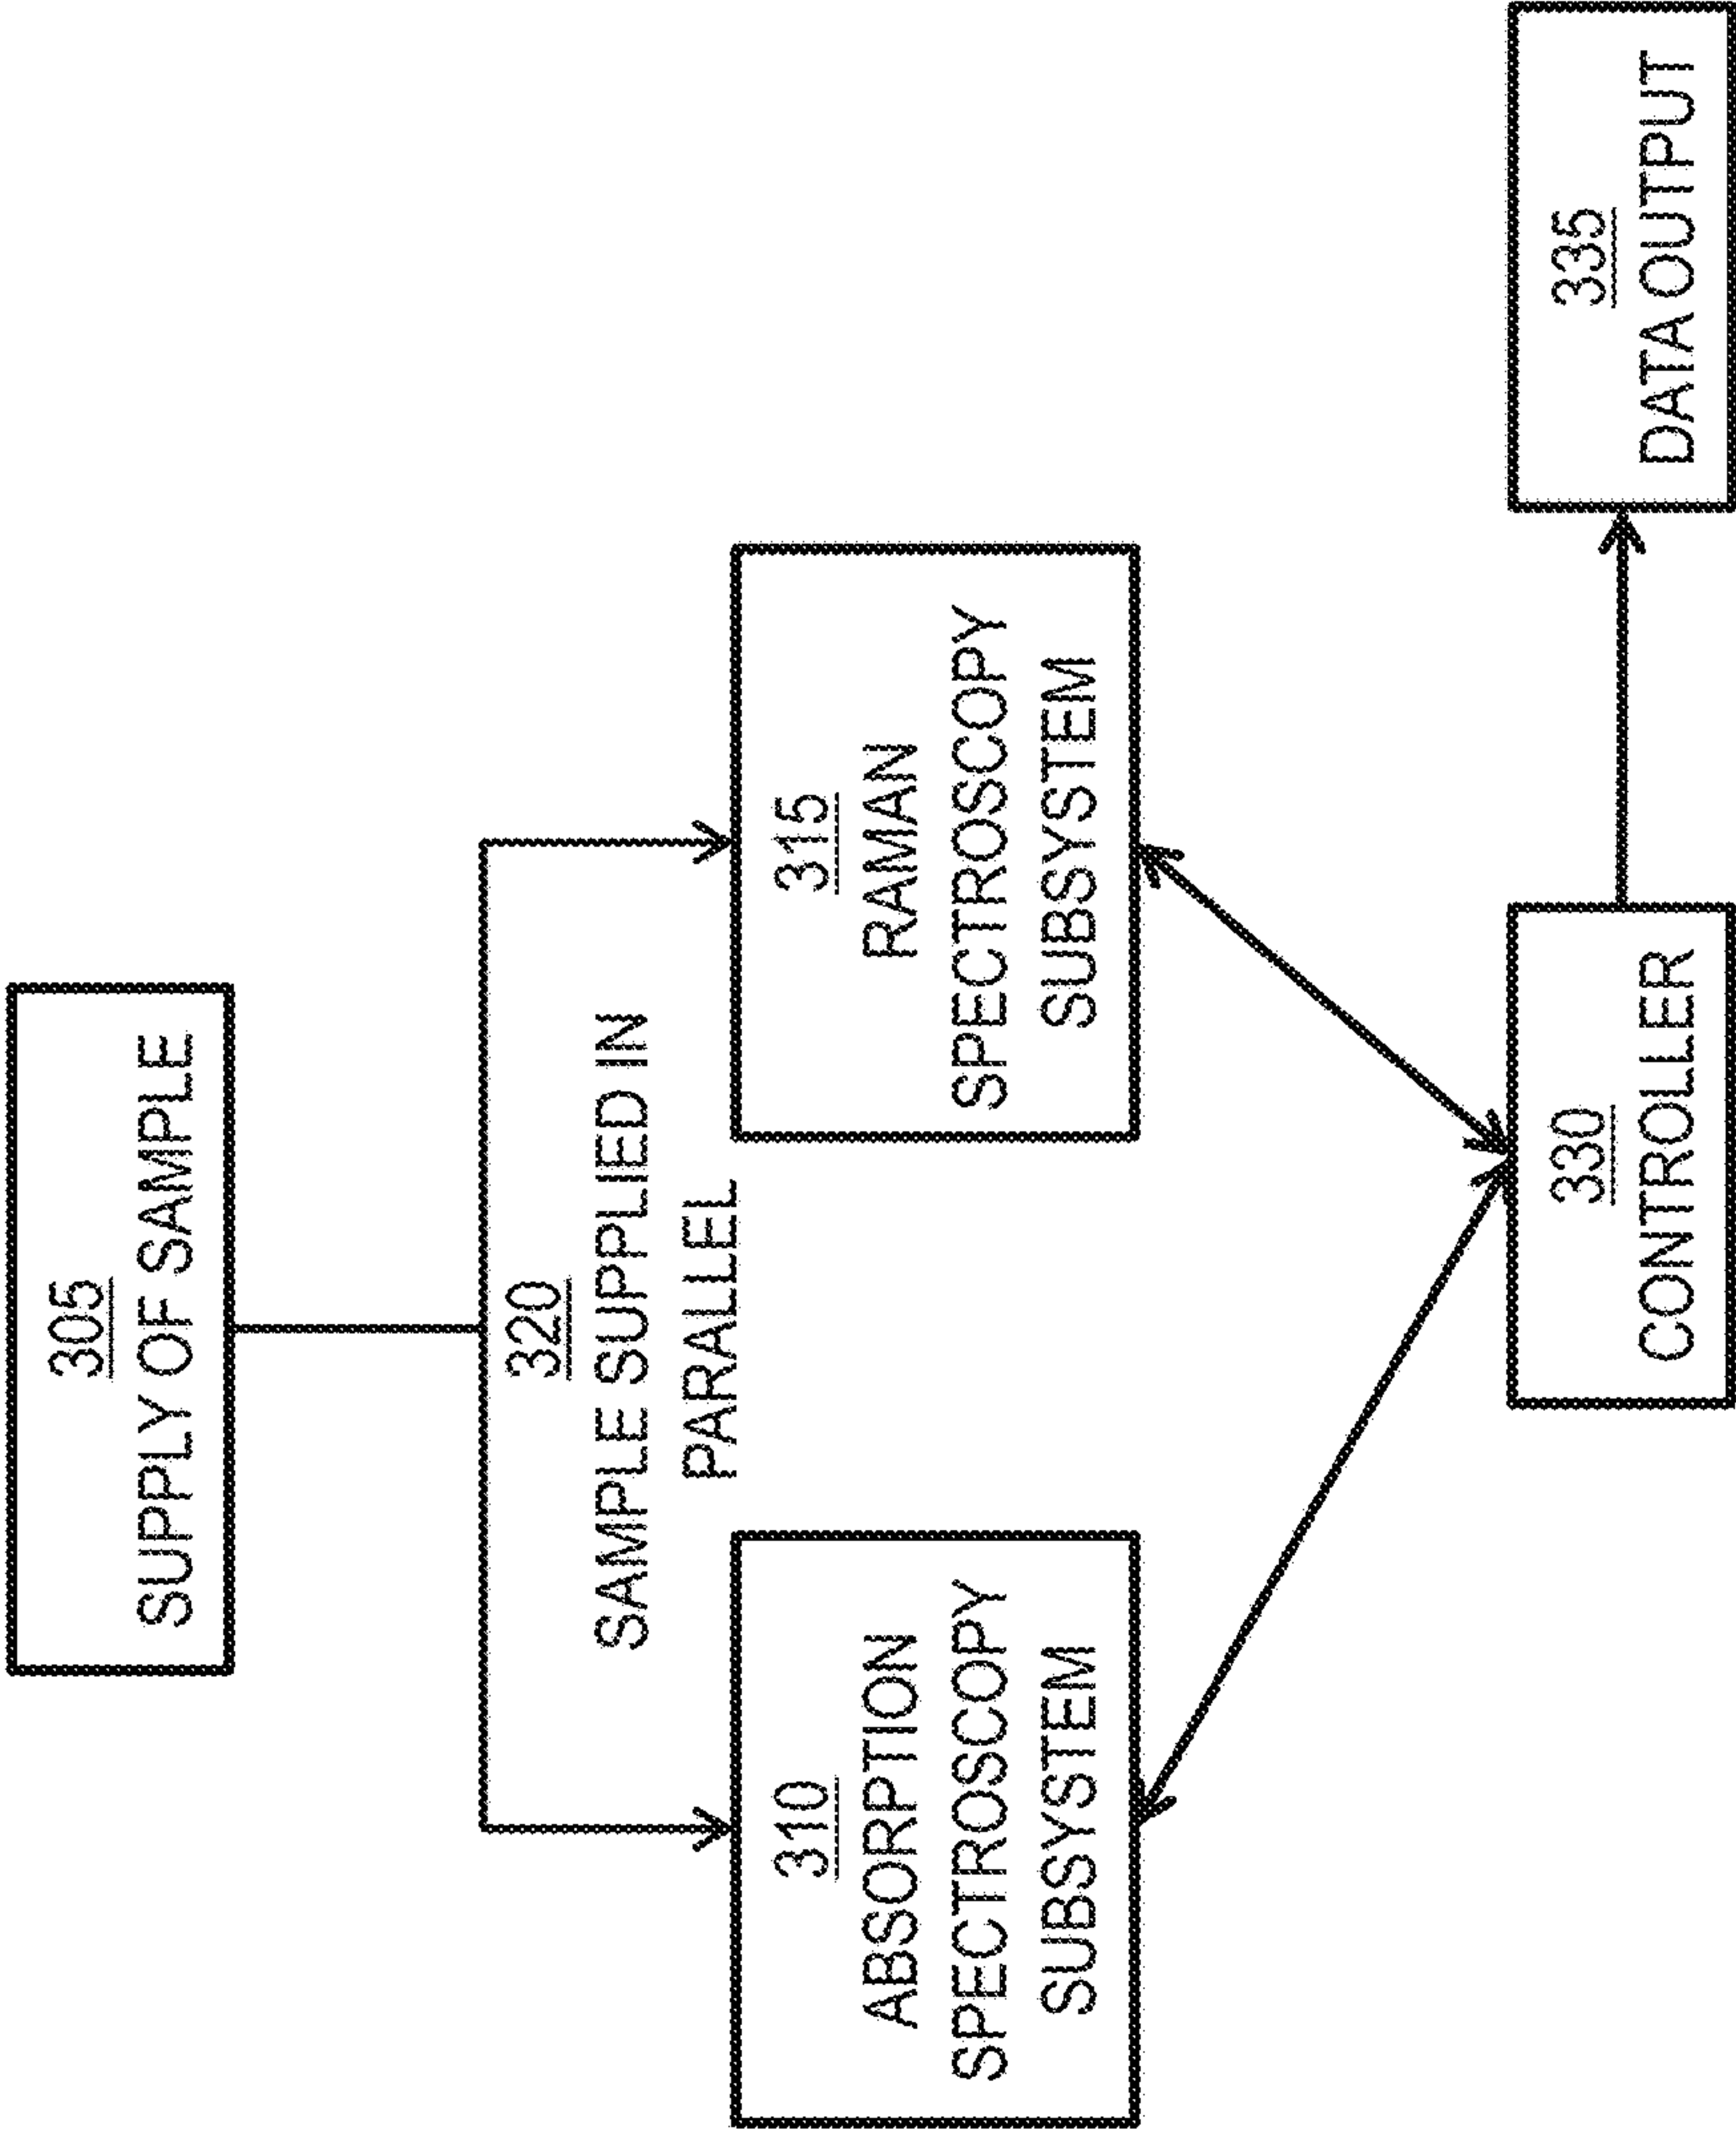 305
SUPPLY OF SAMPLE
320
SAMPLE SUPPLIED IN
PARALLEL
310
ABSORPTION
SPECTROSCOPY
SUBSYSTEM
315
RAMAN
SPECTROSCOPY
SUBSYSTEM
330
CONTROLLER
335
DATA OUTPUT